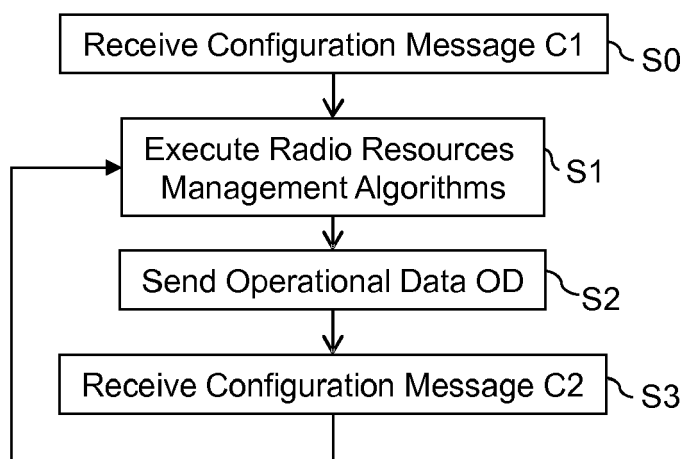 Receive Configuration Message C1
S0
Execute Radio Resources
Management Algorithms
S1
Send Operational Data OD
S2
Receive Configuration Message C2
S3